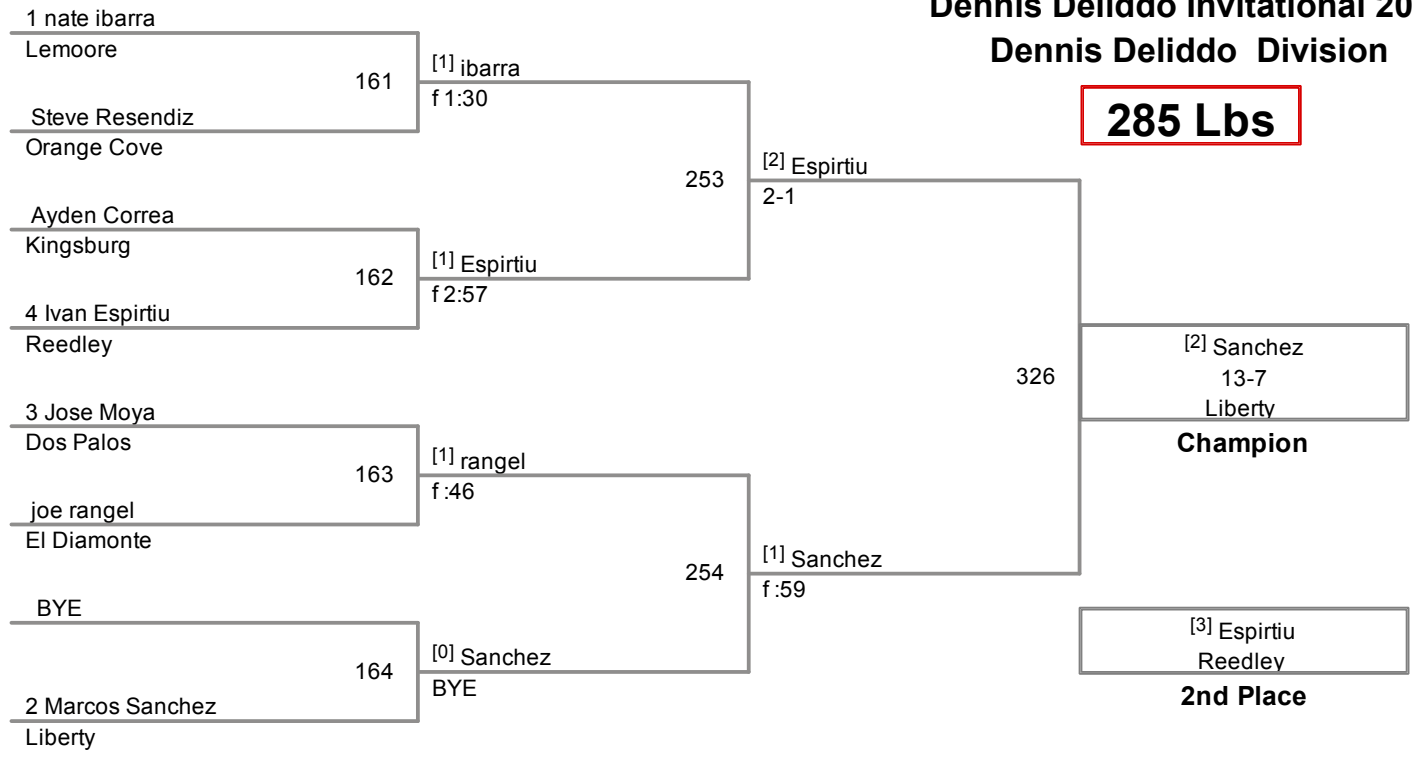 Dennis Deliddo Invitational 20
Dennis Deliddo Division
285 Lbs
1 nate ibarra
Lemoore
161
Steve Resendiz
Orange Cove
Ayden Correa
Kingsburg
162
4 Ivan Espirtiu
Reedley
3 Jose Moya
Dos Palos
163
joe rangel
El Diamonte
BYE
164
2 Marcos Sanchez
Liberty
[1] ibarra
f 1:30
253
[1] Espirtiu
f 2:57
[1] rangel
f :46
254
[0] Sanchez
BYE
[2] Espirtiu
2-1
326
[1] Sanchez
f :59
[2] Sanchez
13-7
Liberty
Champion
[3] Espirtiu
Reedley
2nd Place